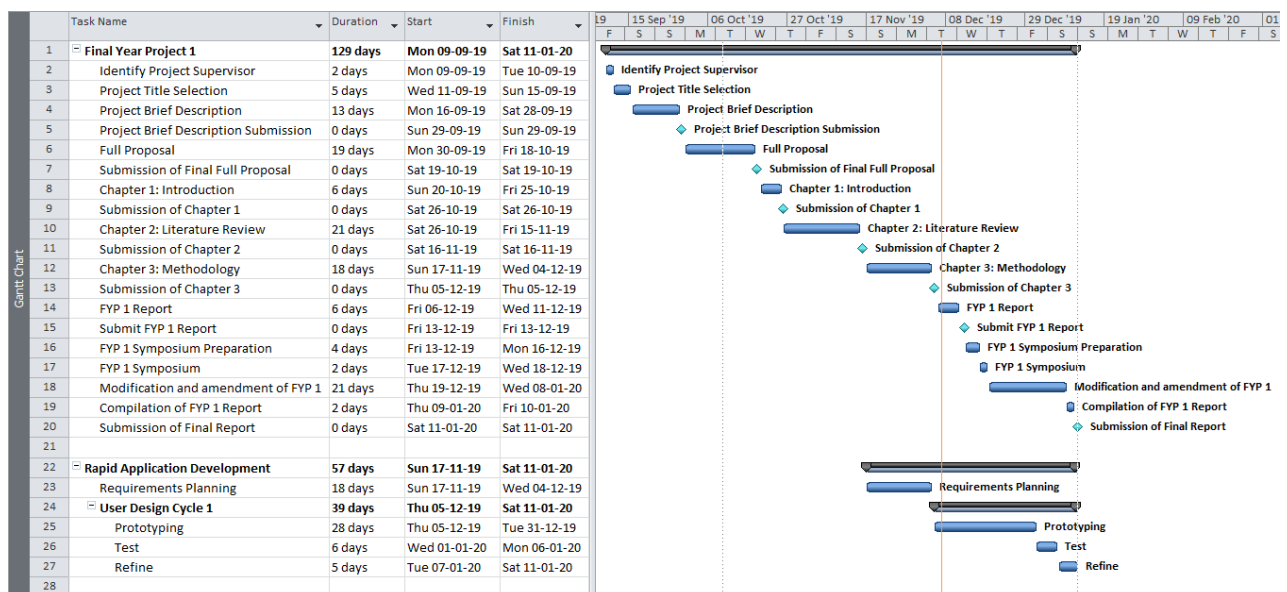 Task Name Duration Start Finish 19 15 Sep '19 06 Oct '19 27 Oct '19 17 Nov '19 08 Dec '19 29 Dec '19 19 Jan '20 09 Feb '20 01
F S S M T W T F S S M T W T F S S M T W T F S
1 Final Year Project 1 129 days Mon 09-09-19 Sat 11-01-20
2 Identify Project Supervisor 2 days Mon 09-09-19 Tue 10-09-19 Identify Project Supervisor
3 Project Title Selection 5 days Wed 11-09-19 Sun 15-09-19 Project Title Selection
4 Project Brief Description 13 days Mon 16-09-19 Sat 28-09-19 Project Brief Description
5 Project Brief Description Submission 0 days Sun 29-09-19 Sun 29-09-19 Project Brief Description Submission
6 Full Proposal 19 days Mon 30-09-19 Fri 18-10-19 Full Proposal
7 Submission of Final Full Proposal 0 days Sat 19-10-19 Sat 19-10-19 Submission of Final Full Proposal
8 Chapter 1: Introduction 6 days Sun 20-10-19 Fri 25-10-19 Chapter 1: Introduction
9 Submission of Chapter 1 0 days Sat 26-10-19 Sat 26-10-19 Submission of Chapter 1
10 Chapter 2: Literature Review 21 days Sat 26-10-19 Fri 15-11-19 Chapter 2: Literature Review
11 Submission of Chapter 2 0 days Sat 16-11-19 Sat 16-11-19 Submission of Chapter 2
12 Chapter 3: Methodology 18 days Sun 17-11-19 Wed 04-12-19 Chapter 3: Methodology
13 Submission of Chapter 3 0 days Thu 05-12-19 Thu 05-12-19 Submission of Chapter 3
14 FYP 1 Report 6 days Fri 06-12-19 Wed 11-12-19 FYP 1 Report
15 Submit FYP 1 Report 0 days Fri 13-12-19 Fri 13-12-19 Submit FYP 1 Report
16 FYP 1 Symposium Preparation 4 days Fri 13-12-19 Mon 16-12-19 FYP 1 Symposium Preparation
17 FYP 1 Symposium 2 days Tue 17-12-19 Wed 18-12-19 FYP 1 Symposium
18 Modification and amendment of FYP 1 21 days Thu 19-12-19 Wed 08-01-20 Modification and amendment of FYP 1
19 Compilation of FYP 1 Report 2 days Thu 09-01-20 Fri 10-01-20 Compilation of FYP 1 Report
20 Submission of Final Report 0 days Sat 11-01-20 Sat 11-01-20 Submission of Final Report
21
22 Rapid Application Development 57 days Sun 17-11-19 Sat 11-01-20
23 Requirements Planning 18 days Sun 17-11-19 Wed 04-12-19 Requirements Planning
24 User Design Cycle 1 39 days Thu 05-12-19 Sat 11-01-20
25 Prototyping 28 days Thu 05-12-19 Tue 31-12-19 Prototyping
26 Test 6 days Wed 01-01-20 Mon 06-01-20 Test
27 Refine 5 days Tue 07-01-20 Sat 11-01-20 Refine
28
Gantt Chart